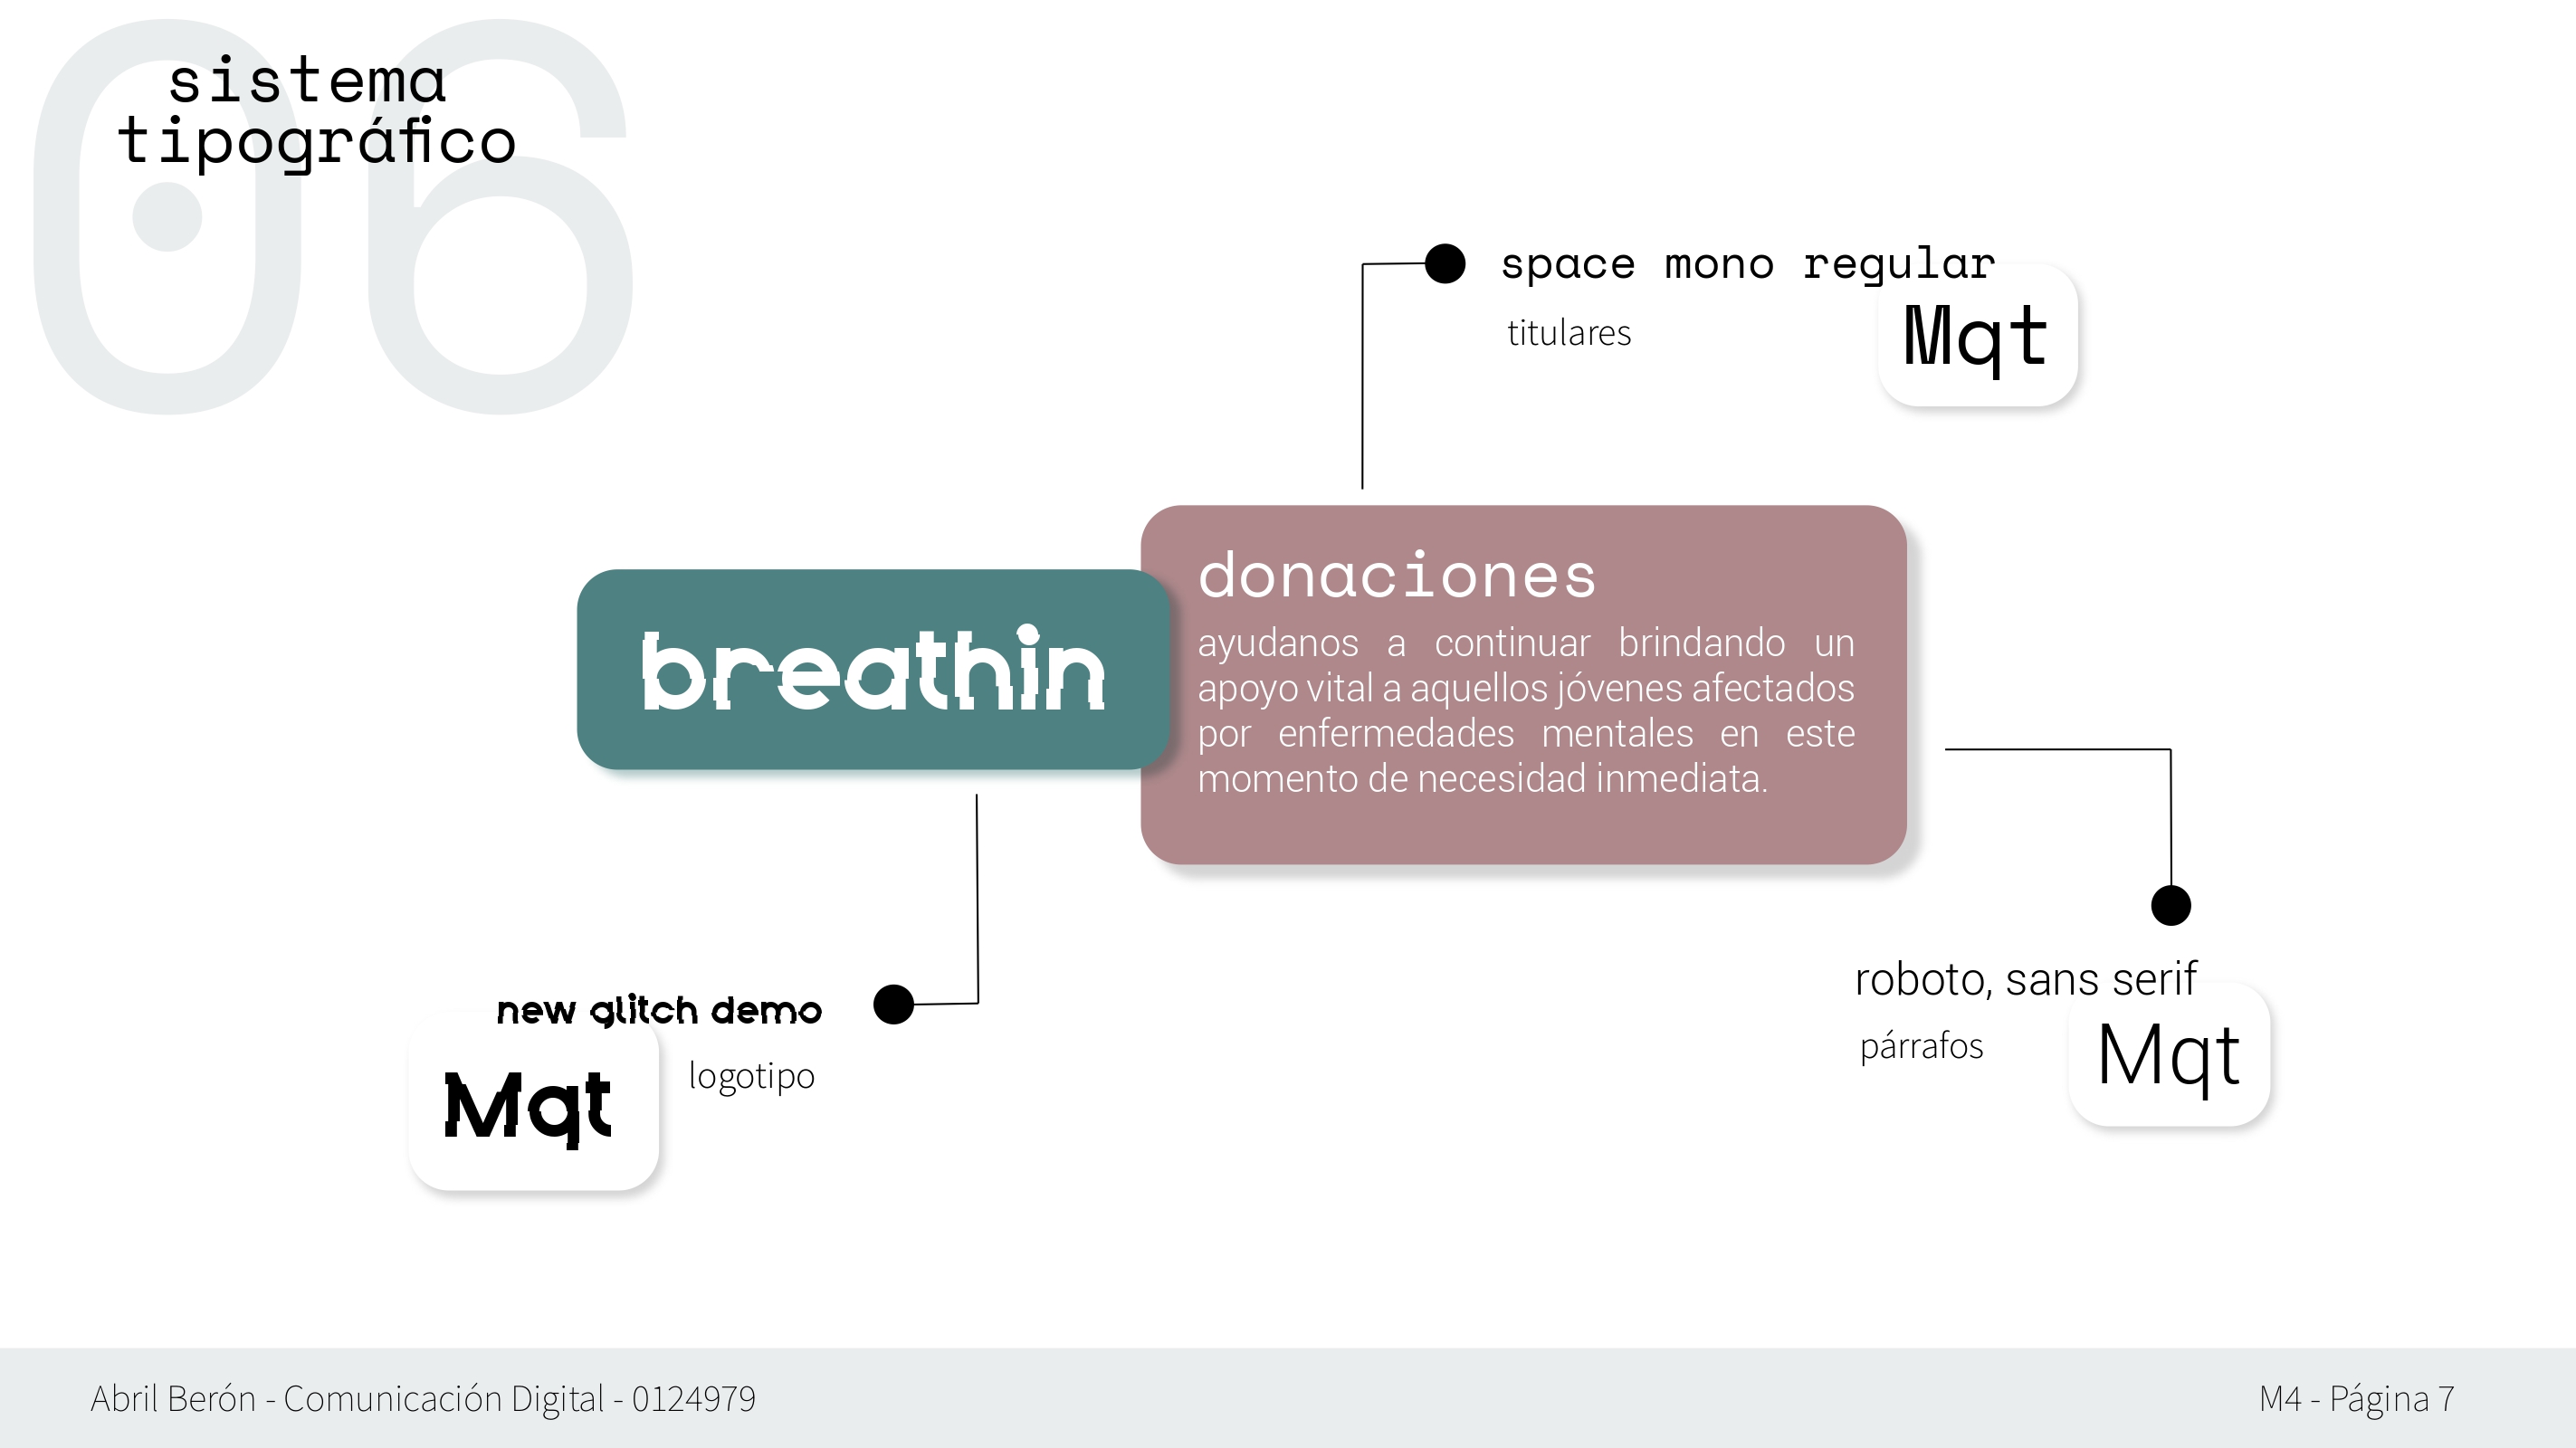 06
sistema
tipográfico
space mono regular
titulares
Mqt
breathin
donaciones
ayudanos a continuar brindando un
apoyo vital a aquellos jóvenes afectados
por enfermedades mentales en este
momento de necesidad inmediata.
new glitch demo
logotipo
Mqt
roboto, sans serif
párrafos
Mqt
Abril Berón - Comunicación Digital - 0124979
M4 - Página 7